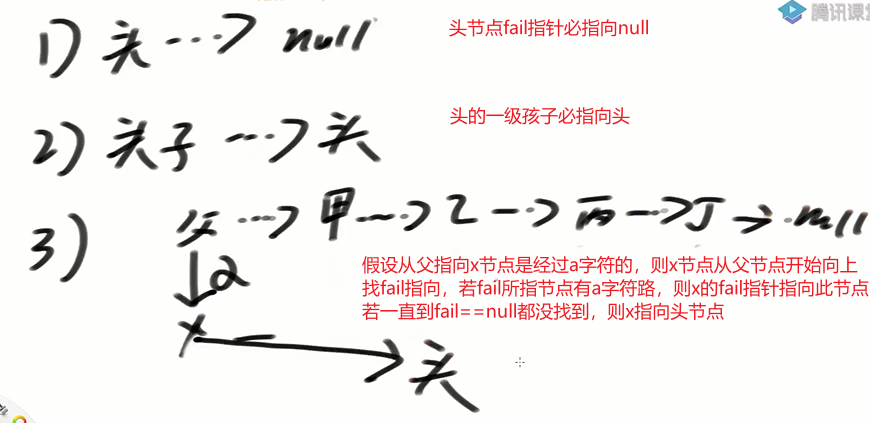 腾讯课堂
1) 头 ---> null
头节点fail指针必指向null
2) 头子 ---> 头
头的一级孩子必指向头
3) 父 ---> 甲 ---> 乙 ---> 丙 ---> 丁 -> null
↓a
x
假设从父指向x节点是经过a字符的，则x节点从父节点开始向上
找fail指向，若fail所指节点有a字符路，则x的fail指针指向此节点
若一直到fail==null都没找到，则x指向头节点
头